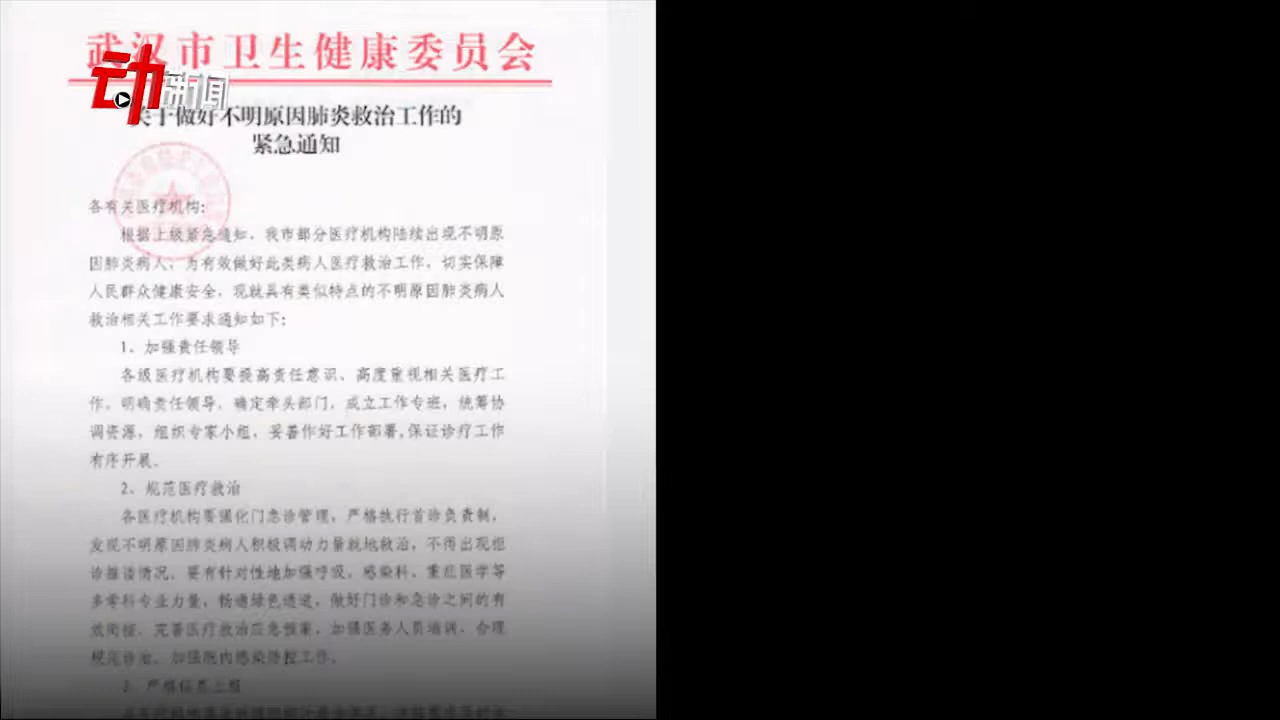 武汉市卫生健康委员会
动新闻
关于做好不明原因肺炎救治工作的
紧急通知
各有关医疗机构:
根据上级紧急通知,我市部分医疗机构陆续出现不明原
因肺炎病人,为有效做好此类病人医疗救治工作,切实保障
人民群众健康安全,现就具有类似特点的不明原因肺炎病人
救治相关工作要求通知如下:
1、加强责任领导
各级医疗机构要提高责任意识、高度重视相关医疗工
作,明确责任领导,确定牵头部门,成立工作专班,统筹协
调资源,组织专家小组,妥善作好工作部署,保证诊疗工作
有序开展。
2、规范医疗救治
各医疗机构要强化门急诊管理,严格执行首诊负责制,
发现不明原因肺炎病人积极调动力量就地救治,不得出现拒
诊推诿情况。要有针对性地加强呼吸、感染科、重症医学等
多学科专业力量,畅通绿色通道,做好门诊和急诊之间的有
效衔接,完善医疗救治应急预案,加强医务人员培训,合理
规范诊治,加强院内感染防控工作。
3、严格信息上报